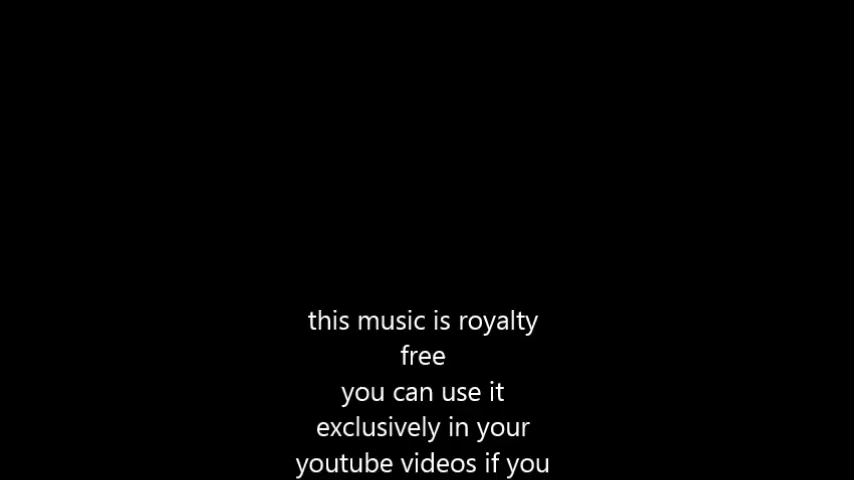 this music is royalty
free
you can use it
exclusively in your
youtube videos if you